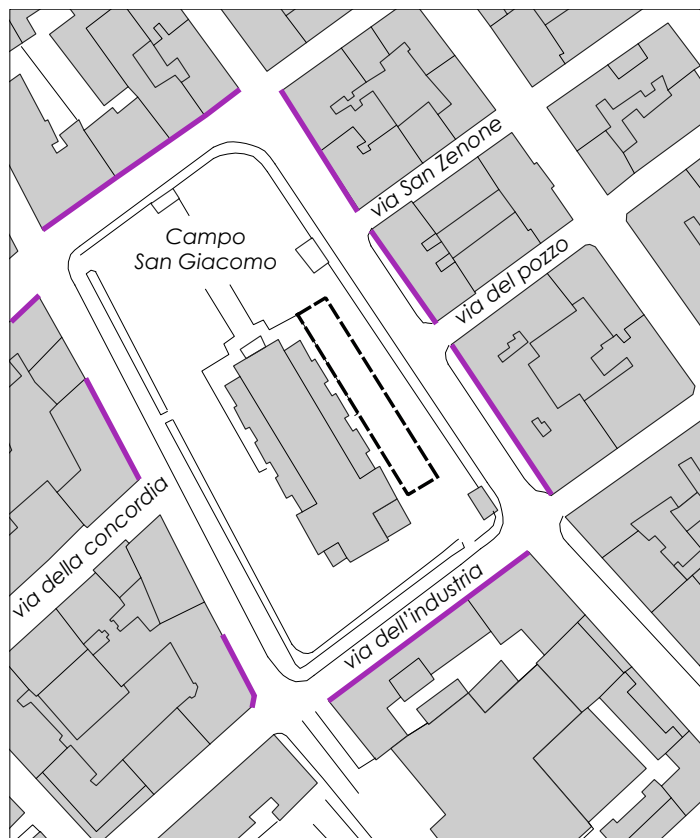 via San Zenone
Campo
San Giacomo
via del pozzo
via della concordia
via dell'industria